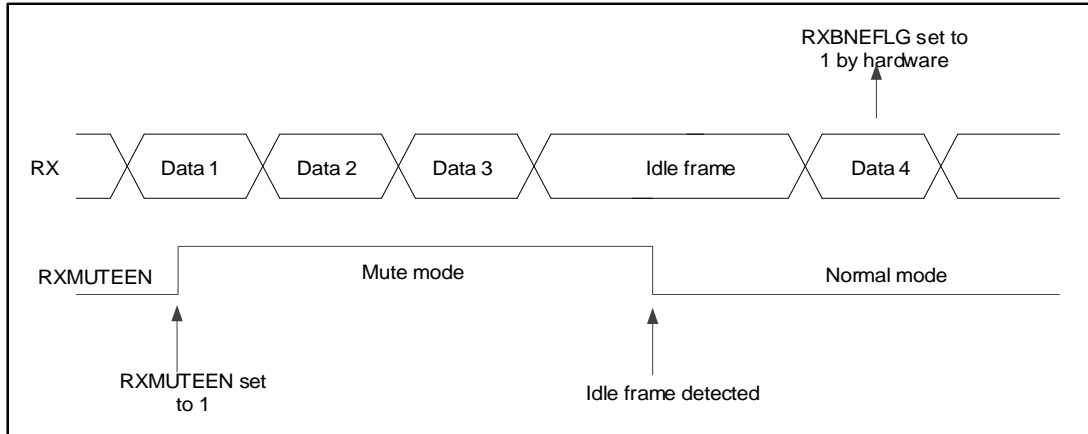 RXBNEFLG set to
1 by hardware
RX
Data 1
Data 2
Data 3
Idle frame
Data 4
RXMUTEEN
Mute mode
Normal mode
RXMUTEEN set
to 1
Idle frame detected